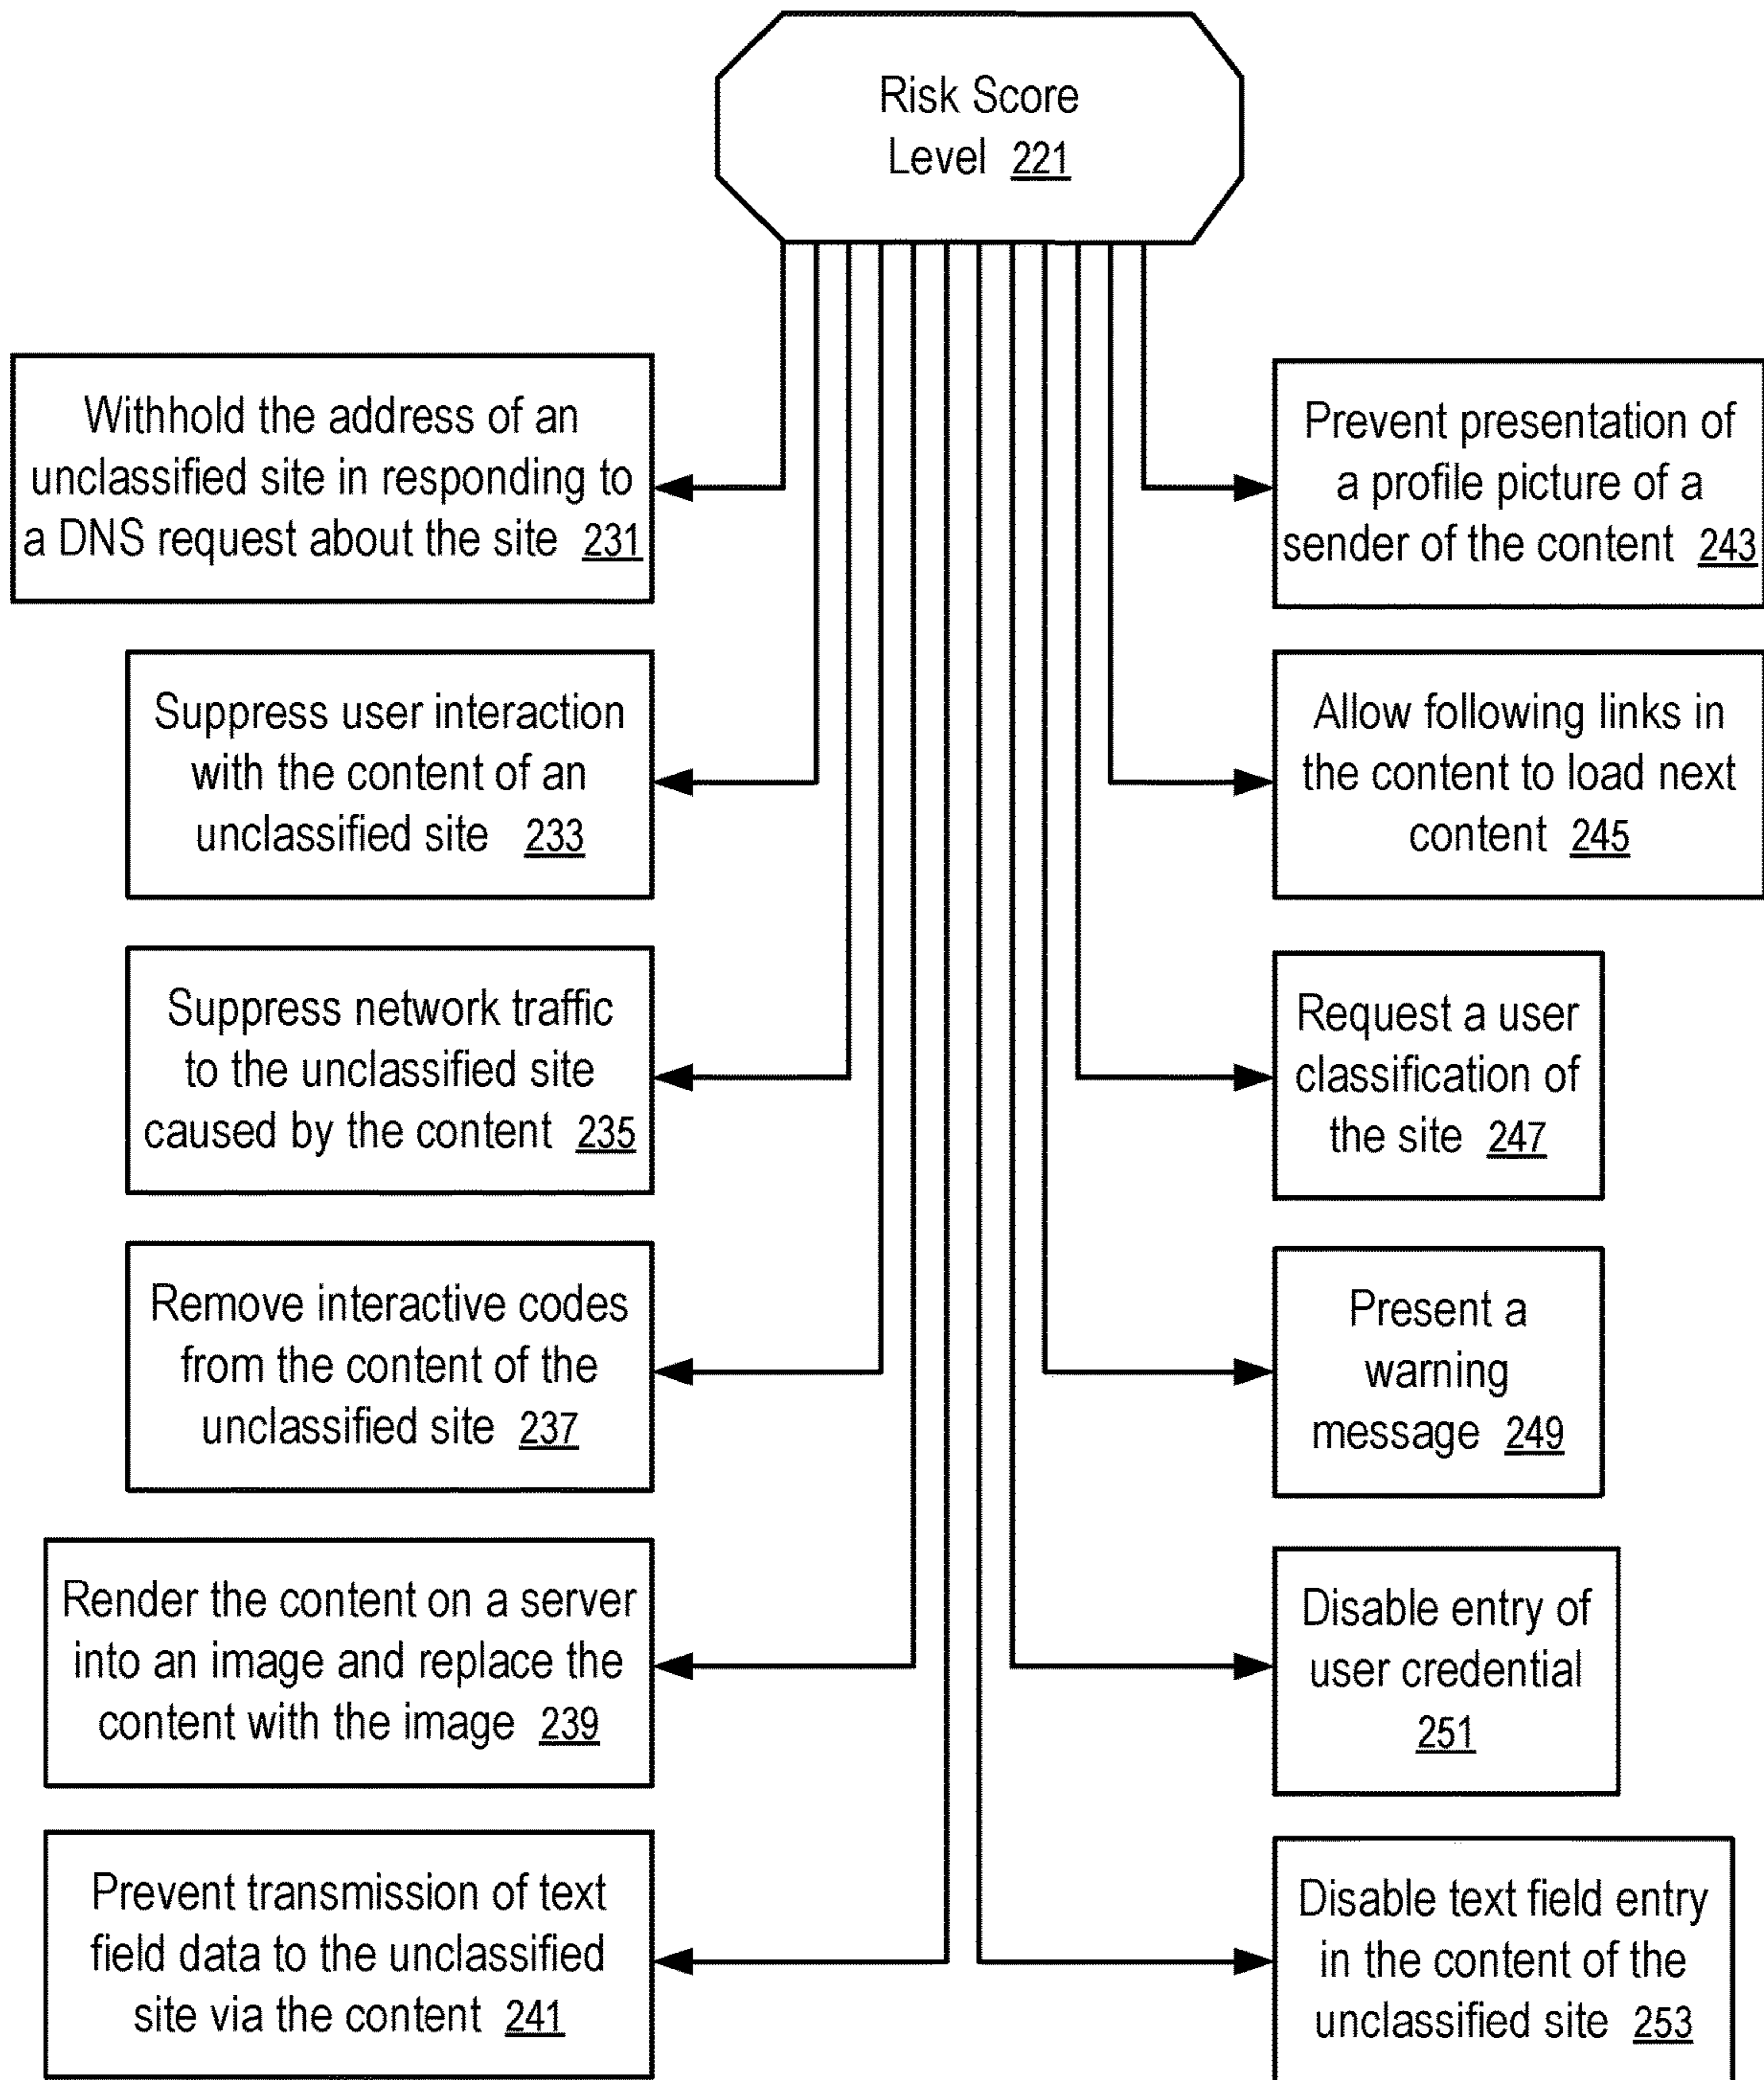 Risk Score
Level 221
Withhold the address of an
unclassified site in responding to
a DNS request about the site 231
Suppress user interaction
with the content of an
unclassified site 233
Suppress network traffic
to the unclassified site
caused by the content 235
Remove interactive codes
from the content of the
unclassified site 237
Render the content on a server
into an image and replace the
content with the image 239
Prevent transmission of text
field data to the unclassified
site via the content 241
Prevent presentation of
a profile picture of a
sender of the content 243
Allow following links in
the content to load next
content 245
Request a user
classification of
the site 247
Present a
warning
message 249
Disable entry of
user credential
251
Disable text field entry
in the content of the
unclassified site 253